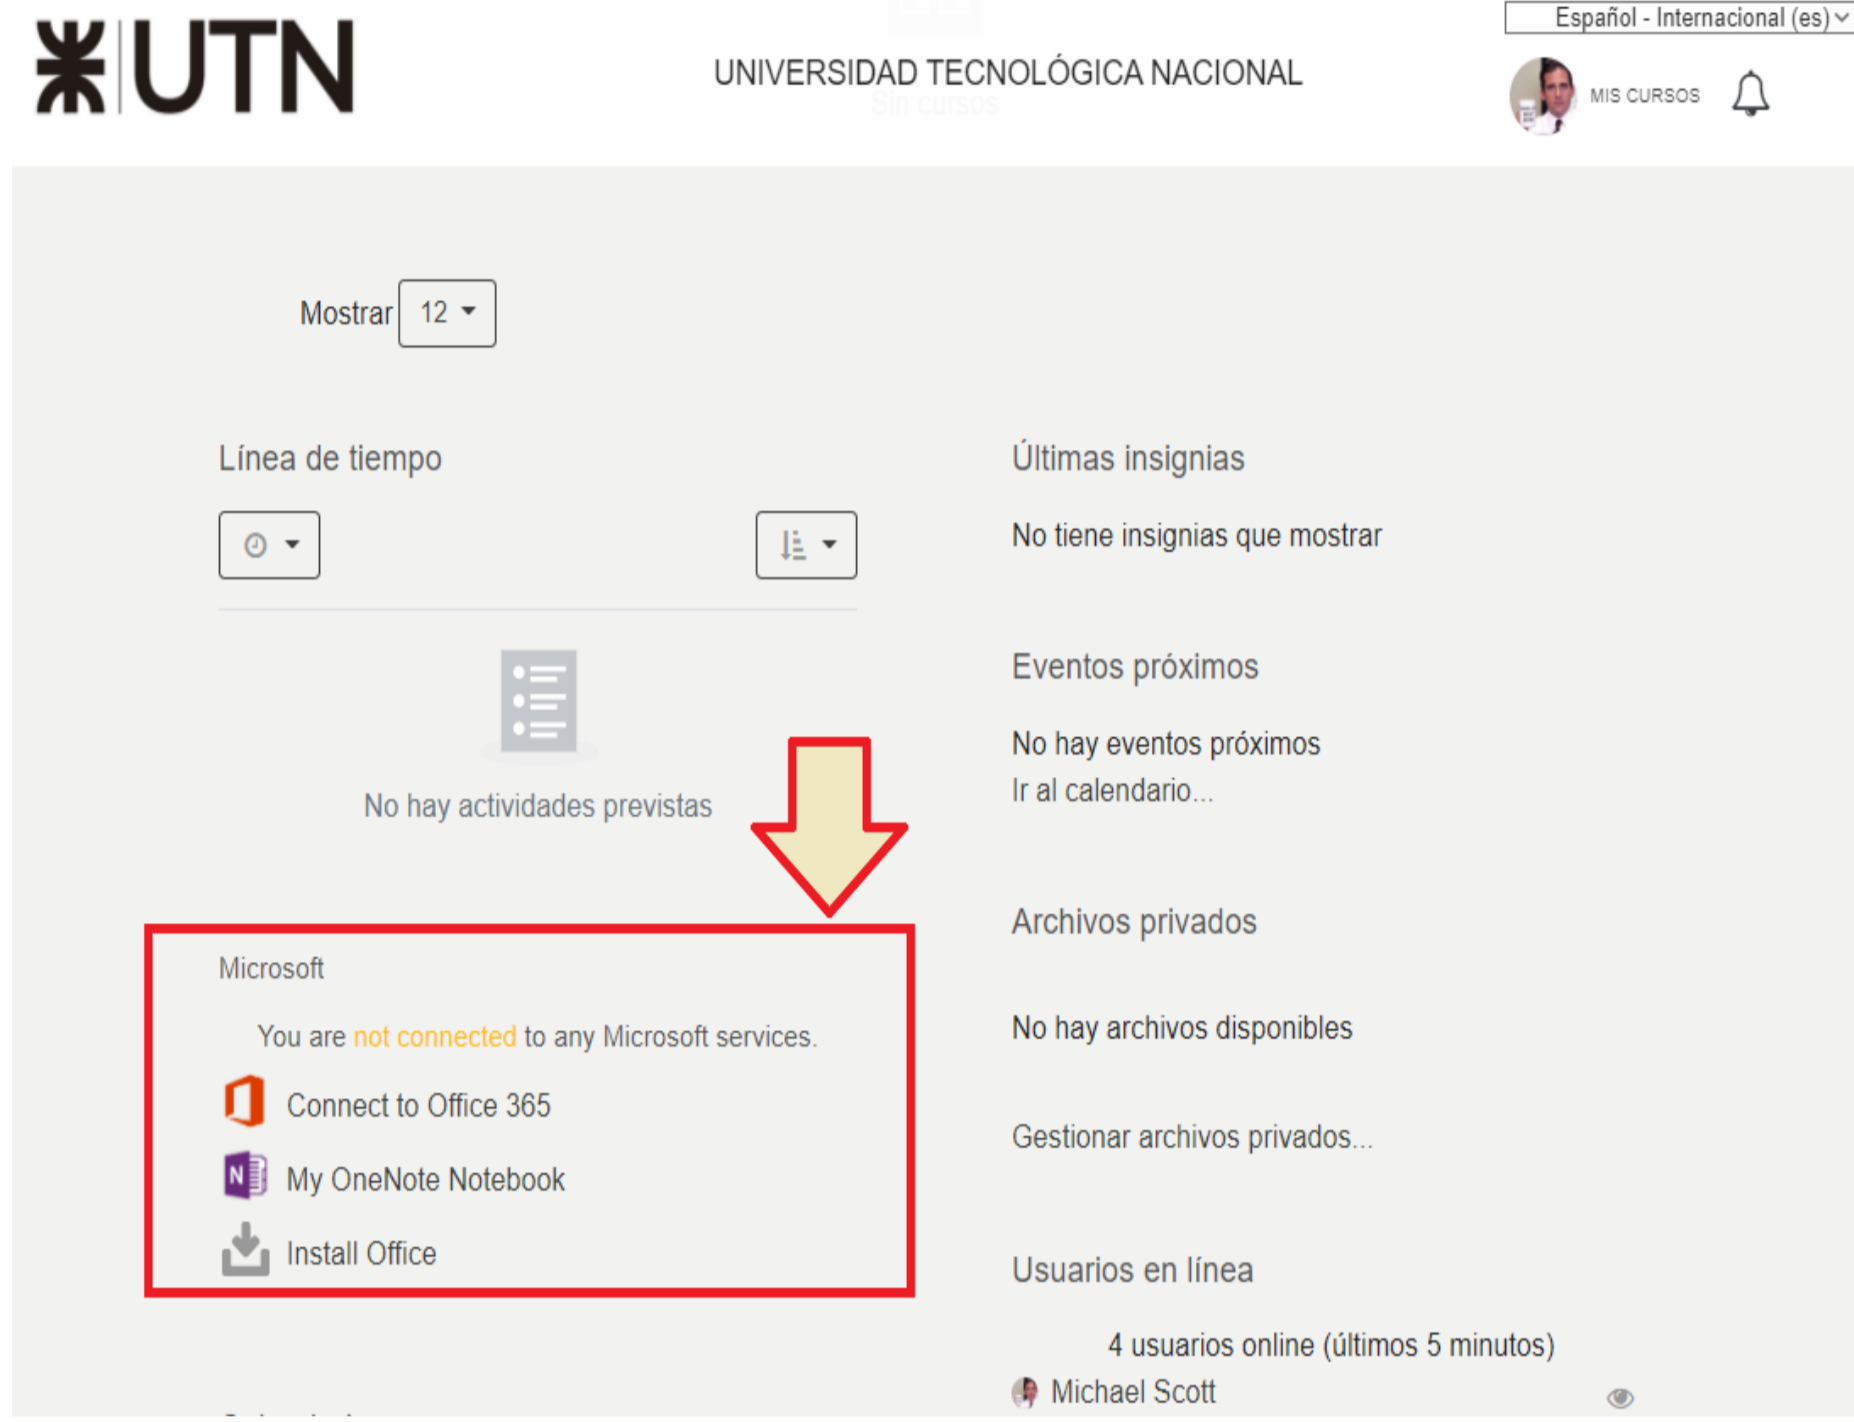 UTN
UNIVERSIDAD TECNOLÓGICA NACIONAL
Sin cursos
Español - Internacional (es)
MIS CURSOS
Mostrar 12
Línea de tiempo
No hay actividades previstas
Microsoft
You are not connected to any Microsoft services.
Connect to Office 365
My OneNote Notebook
Install Office
Últimas insignias
No tiene insignias que mostrar
Eventos próximos
No hay eventos próximos
Ir al calendario...
Archivos privados
No hay archivos disponibles
Gestionar archivos privados...
Usuarios en línea
4 usuarios online (últimos 5 minutos)
Michael Scott